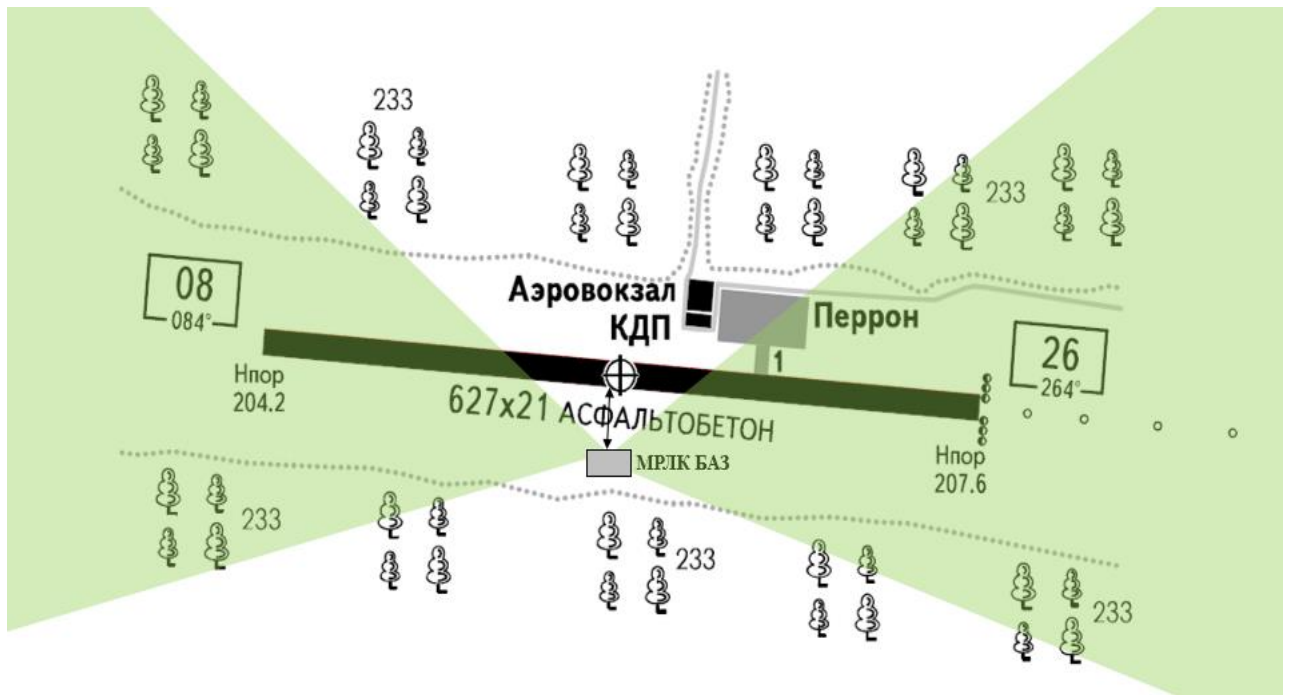 233
233
Аэровокзал
КДП
Перрон
08
084°
26
264°
1
Нпор
204.2
627х21 АСФАЛЬТОБЕТОН
МРЛК БАЗ
Нпор
207.6
233
233
233